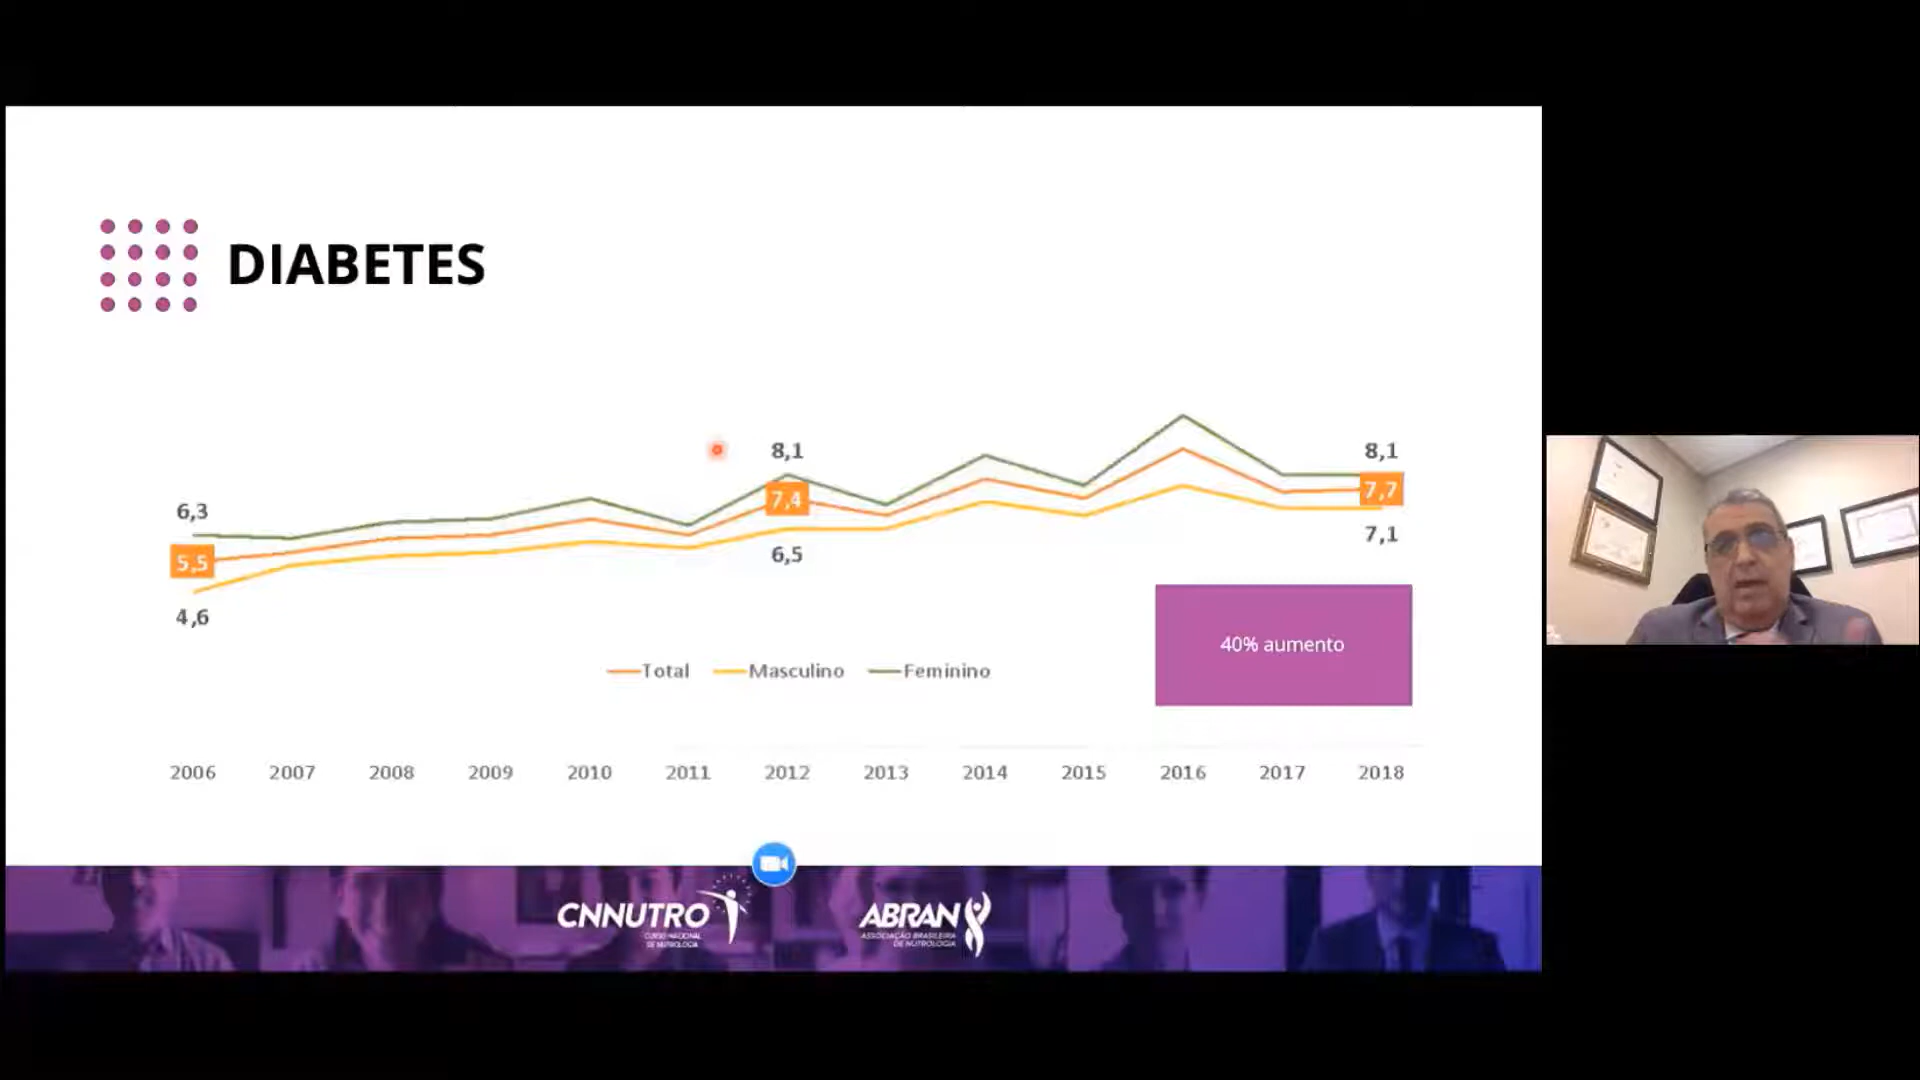 DIABETES
8,1
8,1
7,4
7,7
6,3
7,1
5,5
6,5
4,6
40% aumento
Total Masculino Feminino
2006 2007 2008 2009 2010 2011 2012 2013 2014 2015 2016 2017 2018
CNNUTRO
CURSO NACIONAL
DE NUTROLOGIA
ABRAN
ASSOCIAÇÃO BRASILEIRA
DE NUTROLOGIA